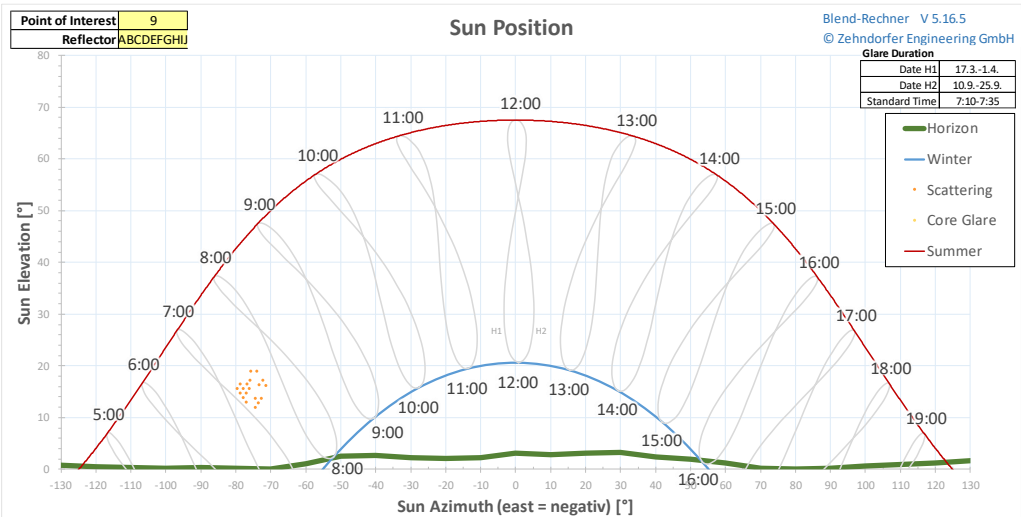 Point of Interest 9
Reflector ABCDEFGHIJ
Sun Position
Blend-Rechner V 5.16.5
© Zehndorfer Engineering GmbH
Glare Duration
Date H1 17.3.-1.4.
Date H2 10.9.-25.9.
Standard Time 7:10-7:35
Horizon
Winter
Scattering
Core Glare
Summer
Sun Elevation [°]
80
70
60
50
40
30
20
10
0
5:00
6:00
7:00
8:00
9:00
10:00
11:00
12:00
13:00
14:00
15:00
16:00
17:00
18:00
19:00
H1 H2
8:00
9:00
10:00
11:00
12:00
13:00
14:00
15:00
16:00
-130 -120 -110 -100 -90 -80 -70 -60 -50 -40 -30 -20 -10 0 10 20 30 40 50 60 70 80 90 100 110 120 130
Sun Azimuth (east = negativ) [°]